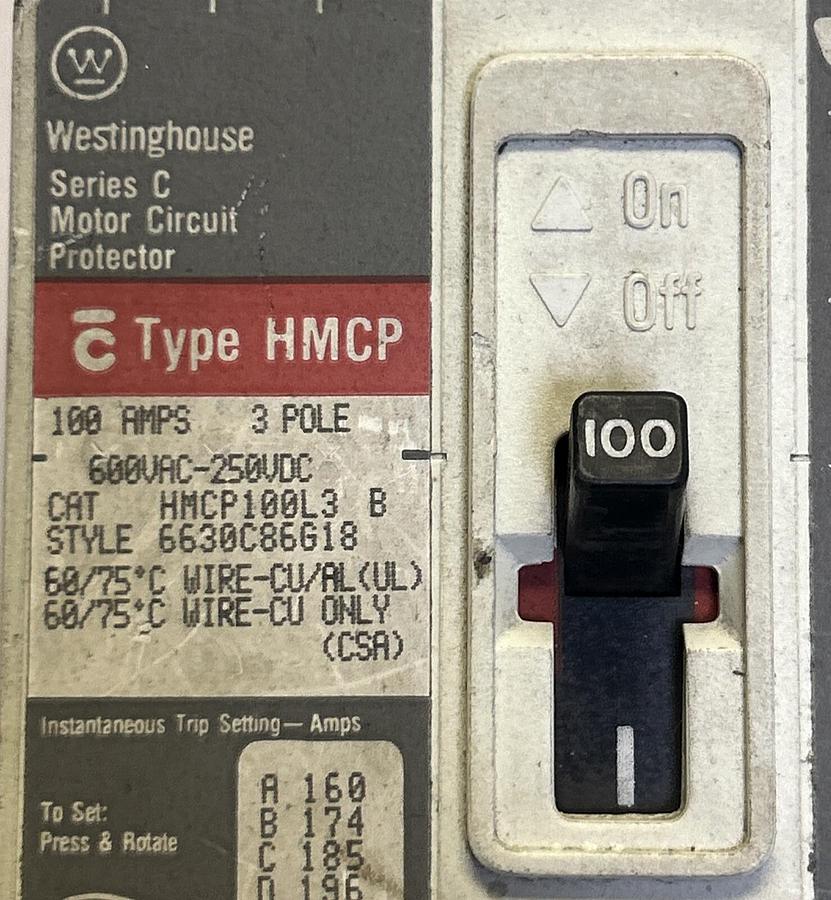 W
Westinghouse
Series C
Motor Circuit
Protector
C Type HMCP
100 AMPS 3 POLE
600VAC-250VDC
CAT HMCP100L3 B
STYLE 6630C86G18
60/75°C WIRE-CU/AL(UL)
60/75°C WIRE-CU ONLY
(CSA)
Instantaneous Trip Setting— Amps
To Set:
Press & Rotate
A 160
B 174
C 185
D 196
On
Off
100